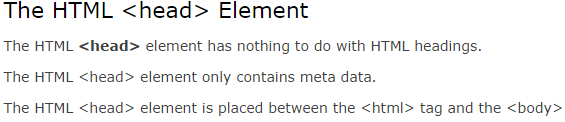 The HTML <head> Element
The HTML <head> element has nothing to do with HTML headings.
The HTML <head> element only contains meta data.
The HTML <head> element is placed between the <html> tag and the <body>